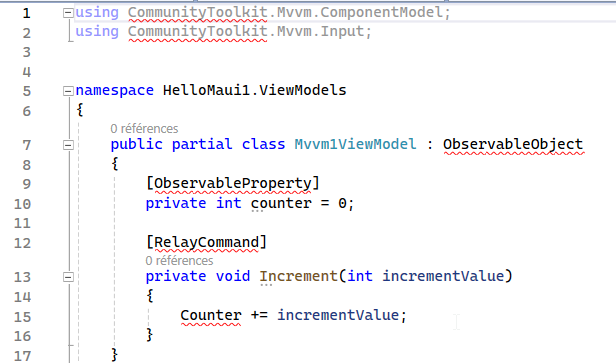 1 using CommunityToolkit.Mvvm.ComponentModel;
2 using CommunityToolkit.Mvvm.Input;
3
4
5 namespace HelloMaui1.ViewModels
6 {
0 références
7 public partial class Mvvm1ViewModel : ObservableObject
8 {
9 [ObservableProperty]
10 private int counter = 0;
11
12 [RelayCommand]
0 références
13 private void Increment(int incrementValue)
14 {
15 Counter += incrementValue;
16 }
17 }